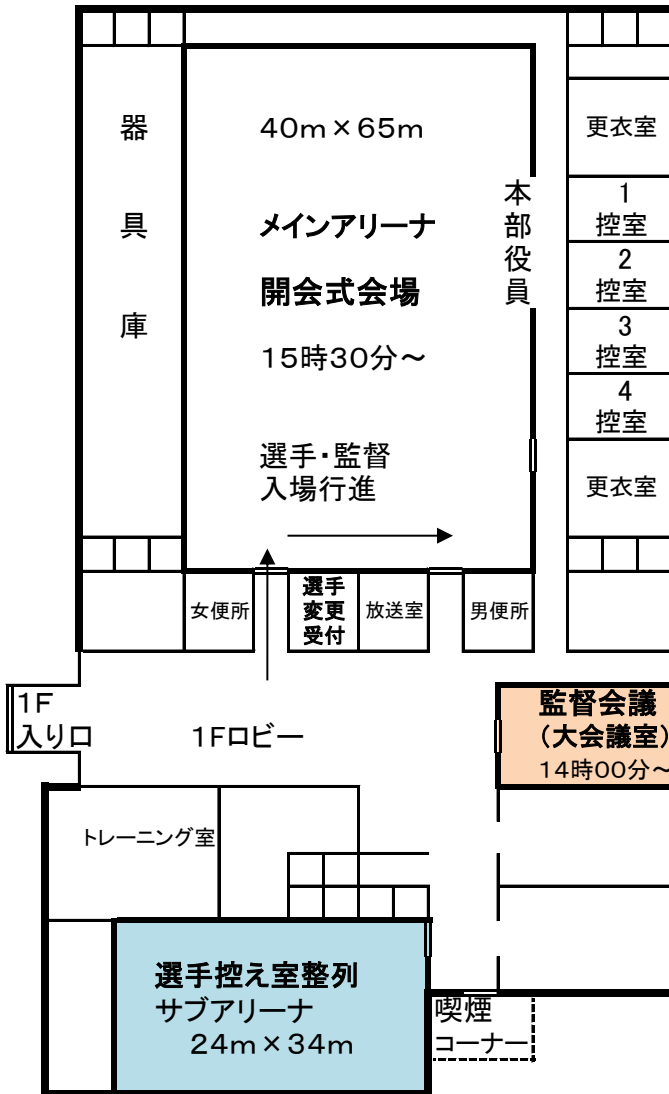 器
具
庫
40m×65m
メインアリーナ
開会式会場
15時30分～
選手・監督
入場行進
本
部
役
員
更衣室
1
控室
2
控室
3
控室
4
控室
更衣室
女便所
選手
変更
受付
放送室
男便所
1F
入り口
1Fロビー
監督会議
（大会議室）
14時00分～
トレーニング室
選手控え室整列
サブアリーナ
24m×34m
喫煙
コーナー